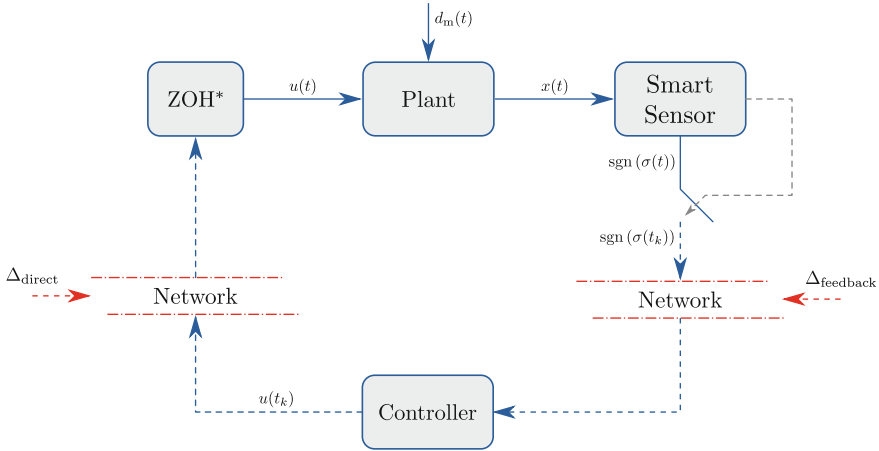 d_m(t)
ZOH*
u(t)
Plant
x(t)
Smart
Sensor
sgn (σ(t))
sgn (σ(t_k))
Δ_direct
Network
Δ_feedback
Network
u(t_k)
Controller